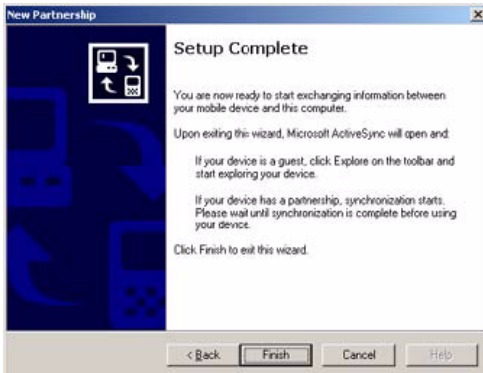 New Partnership
Setup Complete
You are now ready to start exchanging information between
your mobile device and this computer.
Upon exiting this wizard, Microsoft ActiveSync will open and:
If your device is a guest, click Explore on the toolbar and
start exploring your device.
If your device has a partnership, synchronization starts.
Please wait until synchronization is complete before using
your device.
Click Finish to exit this wizard.
< Back
Finish
Cancel
Help